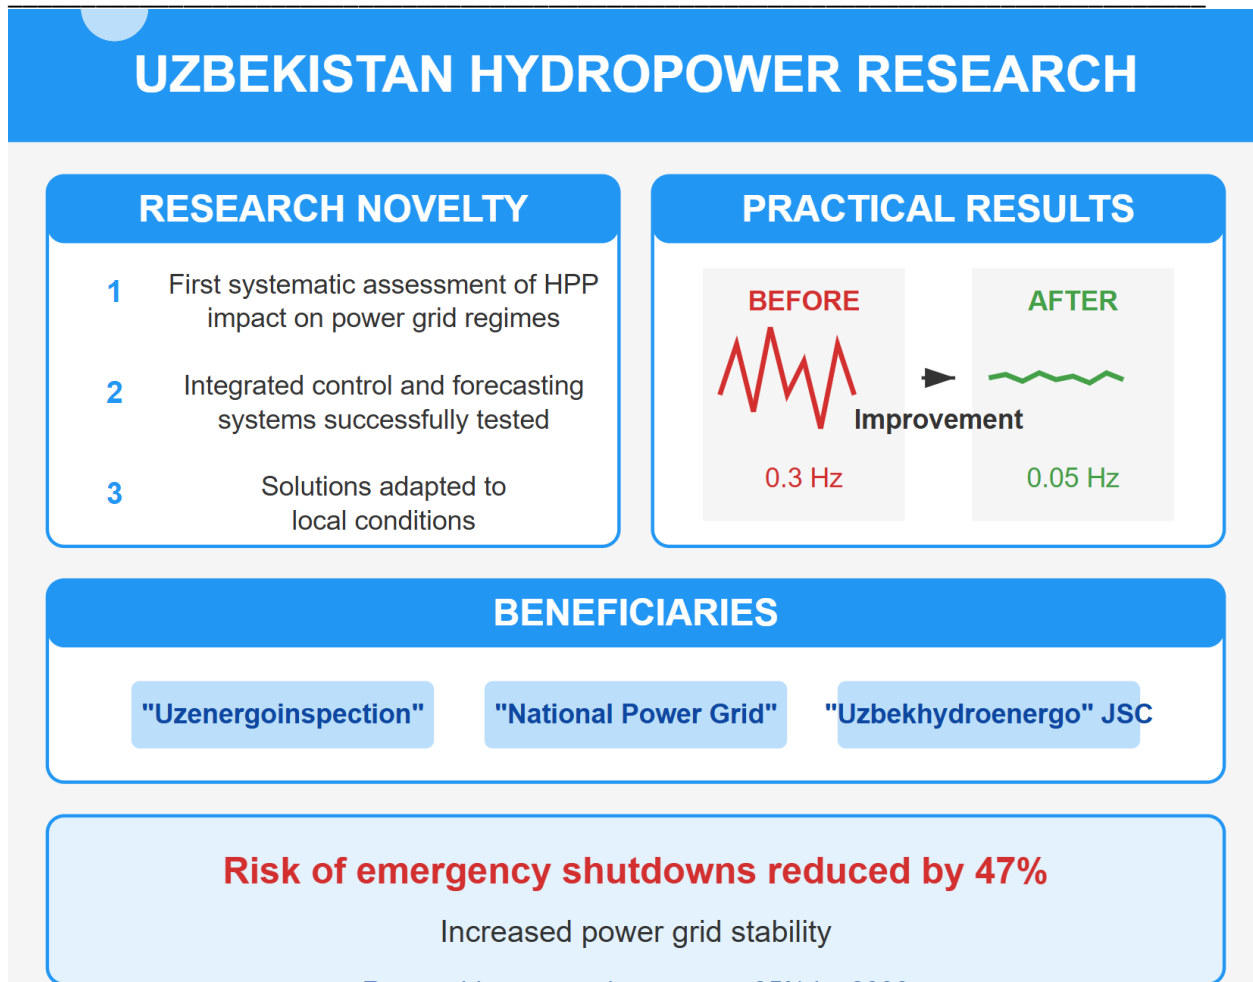 UZBEKISTAN HYDROPOWER RESEARCH
RESEARCH NOVELTY
1 First systematic assessment of HPP
impact on power grid regimes
2 Integrated control and forecasting
systems successfully tested
3 Solutions adapted to
local conditions
PRACTICAL RESULTS
BEFORE
AFTER
Improvement
0.3 Hz
0.05 Hz
BENEFICIARIES
"Uzenergoinspection"
"National Power Grid"
"Uzbekhydroenergo" JSC
Risk of emergency shutdowns reduced by 47%
Increased power grid stability